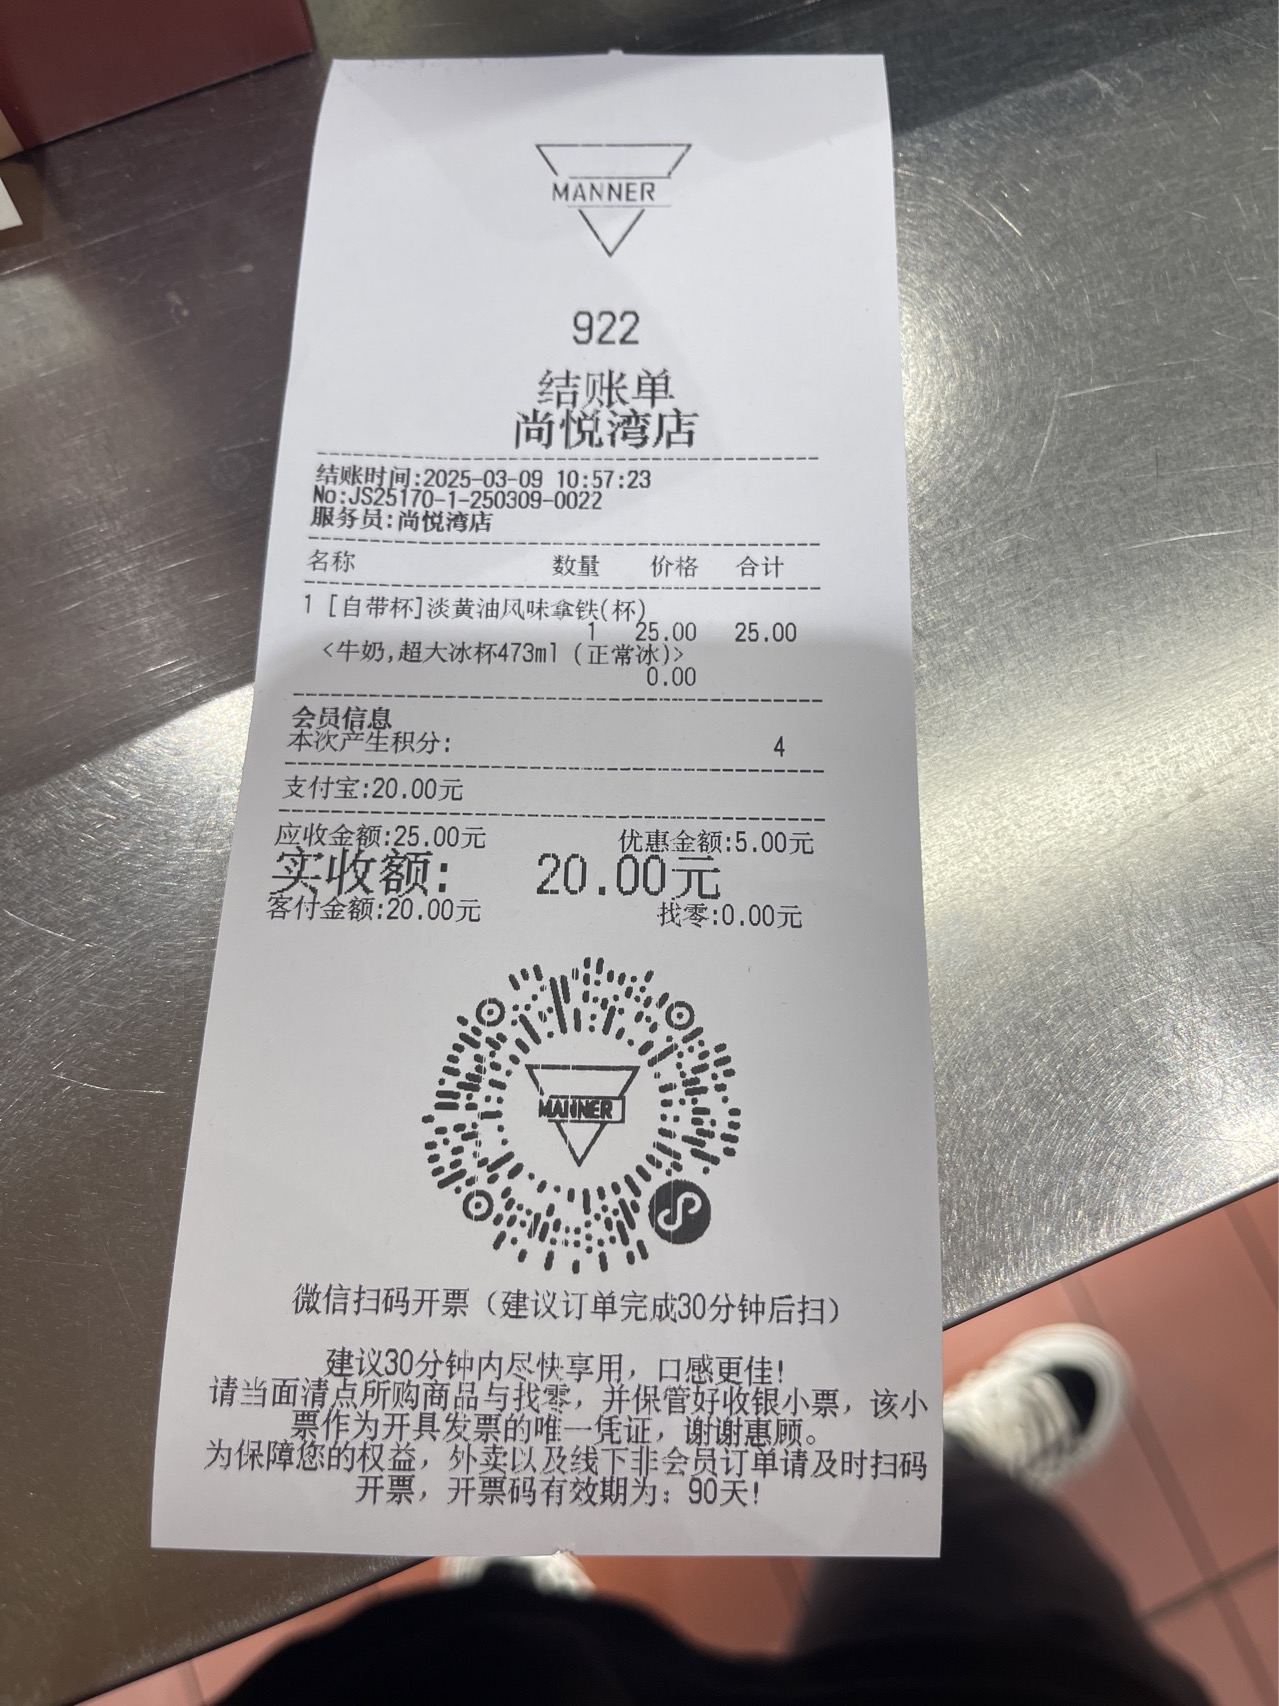 MANNER
922
结账单
尚悦湾店
结账时间:2025-03-09 10:57:23
No:JS25170-1-250309-0022
服务员:尚悦湾店
名称 数量 价格 合计
1 [自带杯]淡黄油风味拿铁(杯)
1 25.00 25.00
<牛奶,超大冰杯473ml (正常冰)>
0.00
会员信息
本次产生积分: 4
支付宝:20.00元
应收金额:25.00元 优惠金额:5.00元
实收额: 20.00元
客付金额:20.00元 找零:0.00元
MANNER
微信扫码开票（建议订单完成30分钟后扫）
建议30分钟内尽快享用，口感更佳!
请当面清点所购商品与找零，并保管好收银小票，该小
票作为开具发票的唯一凭证，谢谢惠顾。
为保障您的权益，外卖以及线下非会员订单请及时扫码
开票，开票码有效期为：90天!